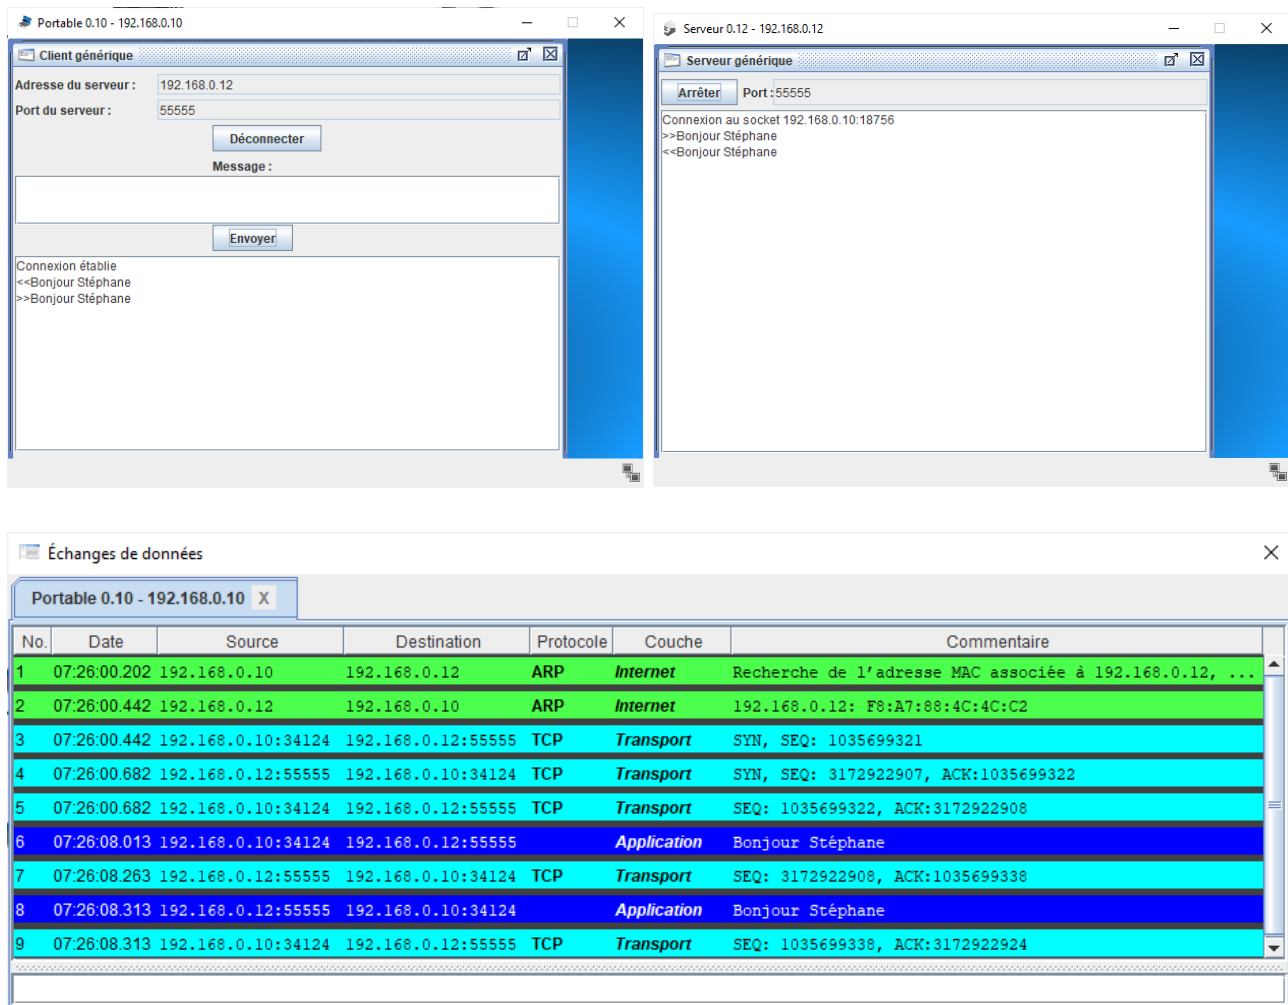 Portable 0.10 - 192.168.0.10
Client générique
Adresse du serveur : 192.168.0.12
Port du serveur : 55555
Déconnecter
Message :
Envoyer
Connexion établie
<<Bonjour Stéphane
>>Bonjour Stéphane
Serveur 0.12 - 192.168.0.12
Serveur générique
Arrêter Port : 55555
Connexion au socket 192.168.0.10:18756
>>Bonjour Stéphane
<<Bonjour Stéphane
Échanges de données
Portable 0.10 - 192.168.0.10 X
No. Date Source Destination Protocole Couche Commentaire
1 07:26:00.202 192.168.0.10 192.168.0.12 ARP Internet Recherche de l'adresse MAC associée à 192.168.0.12, ...
2 07:26:00.442 192.168.0.12 192.168.0.10 ARP Internet 192.168.0.12: F8:A7:88:4C:4C:C2
3 07:26:00.442 192.168.0.10:34124 192.168.0.12:55555 TCP Transport SYN, SEQ: 1035699321
4 07:26:00.682 192.168.0.12:55555 192.168.0.10:34124 TCP Transport SYN, SEQ: 3172922907, ACK:1035699322
5 07:26:00.682 192.168.0.10:34124 192.168.0.12:55555 TCP Transport SEQ: 1035699322, ACK:3172922908
6 07:26:08.013 192.168.0.10:34124 192.168.0.12:55555 Application Bonjour Stéphane
7 07:26:08.263 192.168.0.12:55555 192.168.0.10:34124 TCP Transport SEQ: 3172922908, ACK:1035699338
8 07:26:08.313 192.168.0.12:55555 192.168.0.10:34124 Application Bonjour Stéphane
9 07:26:08.313 192.168.0.10:34124 192.168.0.12:55555 TCP Transport SEQ: 1035699338, ACK:3172922924